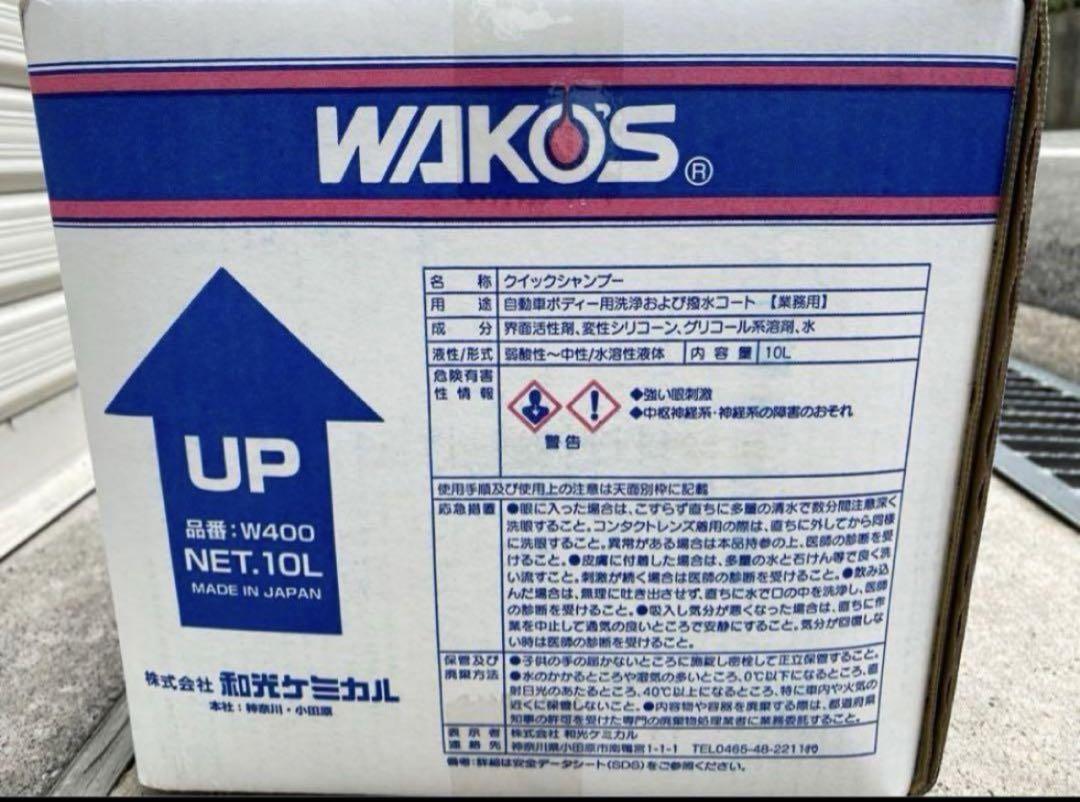 WAKO'S®
UP
品番:W400
NET.10L
MADE IN JAPAN
株式会社 和光ケミカル
本社:神奈川・小田原
名称 クイックシャンプー
用途 自動車ボディー用洗浄および撥水コート 【業務用】
成分 界面活性剤、変性シリコーン、グリコール系溶剤、水
液性/形式 弱酸性〜中性/水溶性液体 内容量 10L
危険有害
性情報
◆強い眼刺激
◆中枢神経系・神経系の障害のおそれ
警告
使用手順及び使用上の注意は天面別枠に記載
応急措置 ●眼に入った場合は、こすらず直ちに多量の清水で数分間注意深く
洗眼すること。コンタクトレンズ着用の際は、直ちに外してから同様
に洗眼すること。異常がある場合は本品持参の上、医師の診断を受
けること。●皮膚に付着した場合は、多量の水と石けん等で良く洗
い流すこと。刺激が続く場合は医師の診断を受けること。●飲み込
んだ場合は、無理に吐き出させず、直ちに水で口の中を洗浄し、医師
の診断を受けること。●吸入し気分が悪くなった場合は、直ちに作
業を中止して通気の良いところで安静にすること。気分が回復しな
い時は医師の診断を受けること。
保管及び
廃棄方法
●子供の手の届かないところに施錠し密栓して正立保管すること。
●水のかかるところや湿気の多いところ、0℃以下になるところ、直
射日光のあたるところ、40℃以上になるところ、特に車内や火気の
近くに保管しないこと。●内容物や容器を廃棄する際は、都道府県
知事の許可を受けた専門の廃棄物処理業者に業務委託すること。
表示者 株式会社 和光ケミカル
連絡先 神奈川県小田原市南鴨宮1-1-1 TEL0465-48-2211㈹
備考:詳細は安全データシート(SDS)をご参照ください。